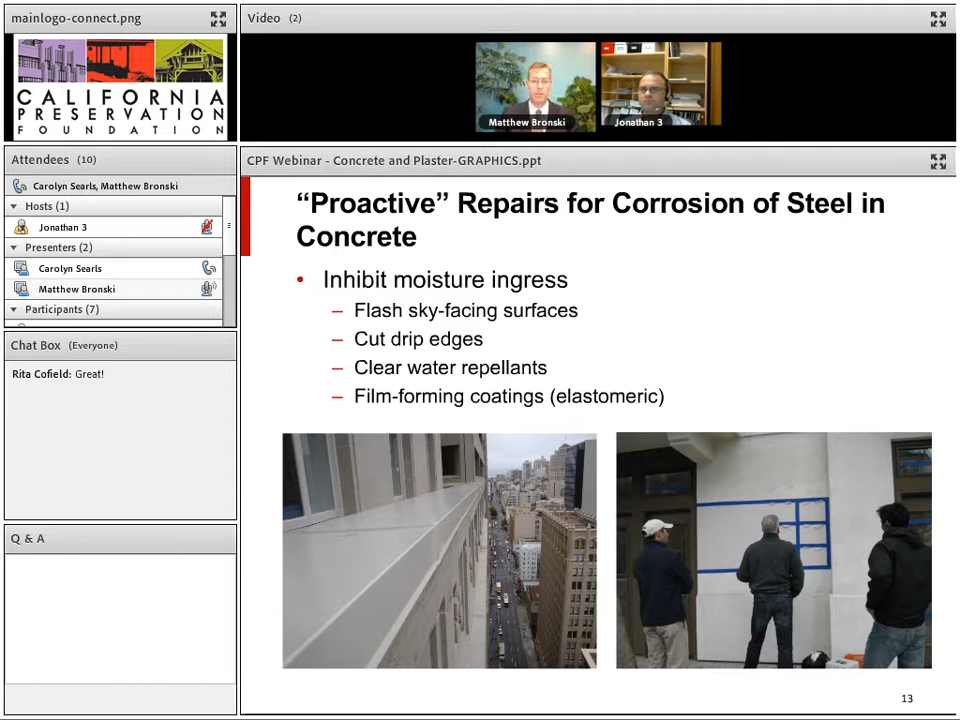 mainlogo-connect.png
CALIFORNIA
PRESERVATION
FOUNDATION
Video (2)
Matthew Bronski
Jonathan 3
Attendees (10)
Carolyn Searls, Matthew Bronski
Hosts (1)
Jonathan 3
Presenters (2)
Carolyn Searls
Matthew Bronski
Participants (7)
Chat Box (Everyone)
Rita Cofield: Great!
Q & A
CPF Webinar - Concrete and Plaster-GRAPHICS.ppt
“Proactive” Repairs for Corrosion of Steel in
Concrete
• Inhibit moisture ingress
– Flash sky-facing surfaces
– Cut drip edges
– Clear water repellants
– Film-forming coatings (elastomeric)
13